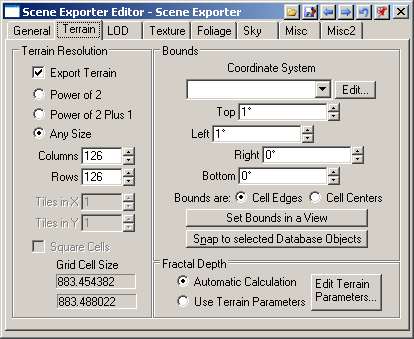 Scene Exporter Editor - Scene Exporter
General Terrain LOD Texture Foliage Sky Misc Misc2
Terrain Resolution
Export Terrain
Power of 2
Power of 2 Plus 1
Any Size
Columns 126
Rows 126
Tiles in X 1
Tiles in Y 1
Square Cells
Grid Cell Size
883.454382
883.488022
Bounds
Coordinate System
Edit...
Top 1°
Left 1°
Right 0°
Bottom 0°
Bounds are: Cell Edges Cell Centers
Set Bounds in a View
Snap to selected Database Objects
Fractal Depth
Automatic Calculation
Use Terrain Parameters
Edit Terrain
Parameters...